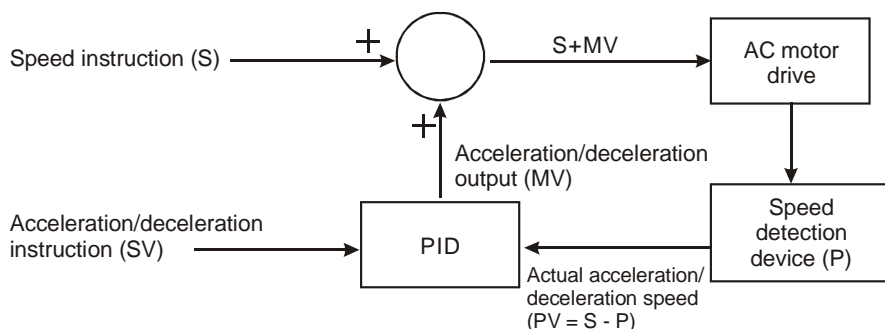 Speed instruction (S)
+
S+MV
AC motor
drive
+
Acceleration/deceleration
output (MV)
Acceleration/deceleration
instruction (SV)
PID
Speed
detection
device (P)
Actual acceleration/
deceleration speed
(PV = S - P)